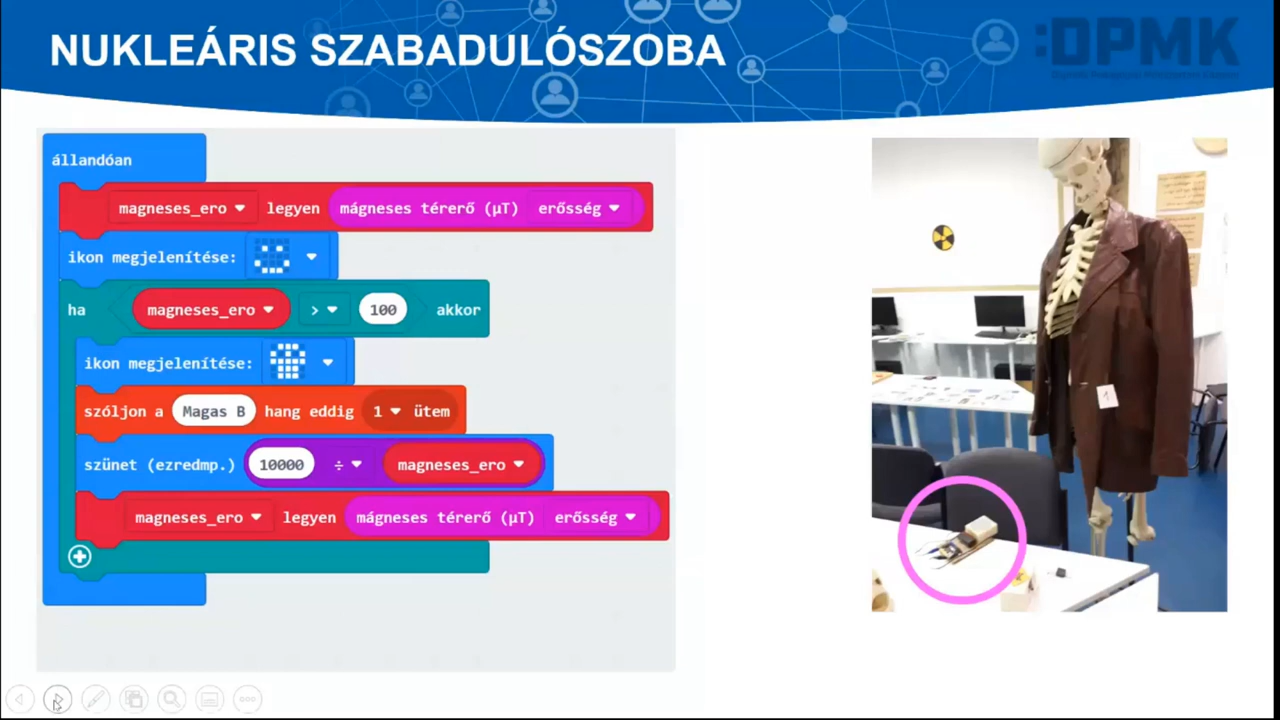 NUKLEÁRIS SZABADULÓSZOBA
:DPMK
állandóan
magneses_ero legyen mágneses térerő (µT) erősség
ikon megjelenítése:
ha magneses_ero > 100 akkor
ikon megjelenítése:
szóljon a Magas B hang eddig 1 ütem
szünet (ezredmp.) 10000 ÷ magneses_ero
magneses_ero legyen mágneses térerő (µT) erősség